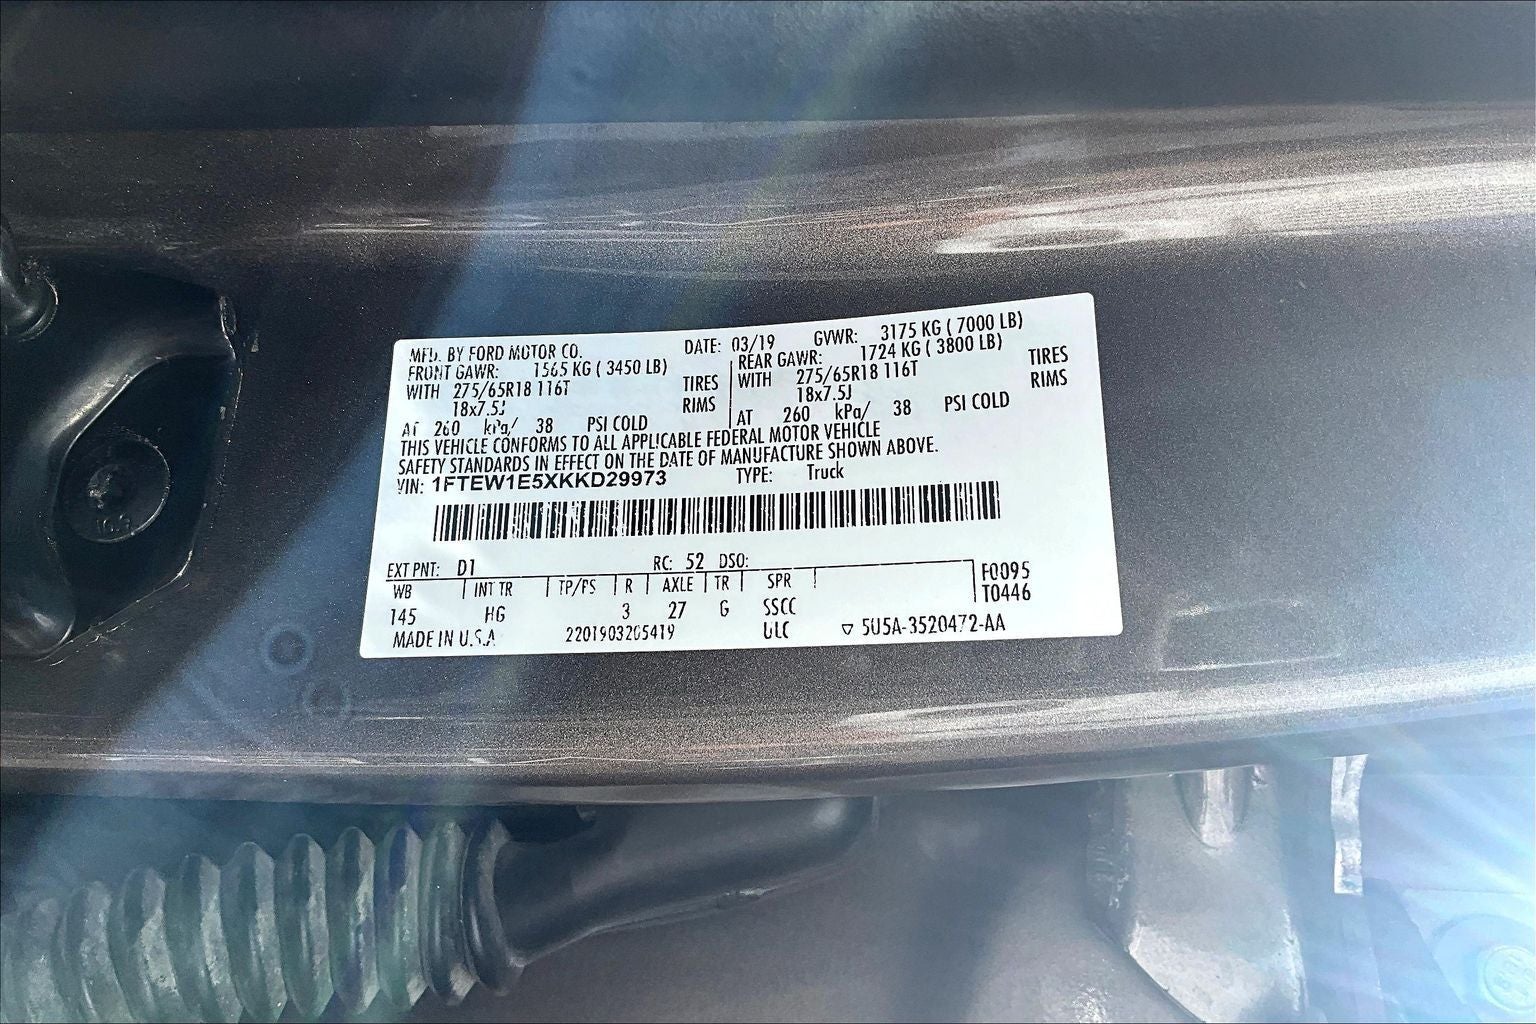 MFD. BY FORD MOTOR CO. DATE: 03/19 GVWR: 3175 KG ( 7000 LB)
FRONT GAWR: 1565 KG ( 3450 LB) REAR GAWR: 1724 KG ( 3800 LB)
WITH 275/65R18 116T TIRES WITH 275/65R18 116T TIRES
18x7.5J RIMS 18x7.5J RIMS
AT 260 kPa/ 38 PSI COLD AT 260 kPa/ 38 PSI COLD
THIS VEHICLE CONFORMS TO ALL APPLICABLE FEDERAL MOTOR VEHICLE
SAFETY STANDARDS IN EFFECT ON THE DATE OF MANUFACTURE SHOWN ABOVE.
VIN: 1FTEW1E5XKKD29973 TYPE: Truck
EXT PNT: D1 RC: 52 DSO:
WB INT TR TP/PS R AXLE TR SPR F0095
145 HG 3 27 G SSCC T0446
MADE IN U.S.A. 2201903205419 ULC ▽ 5U5A-3520472-AA